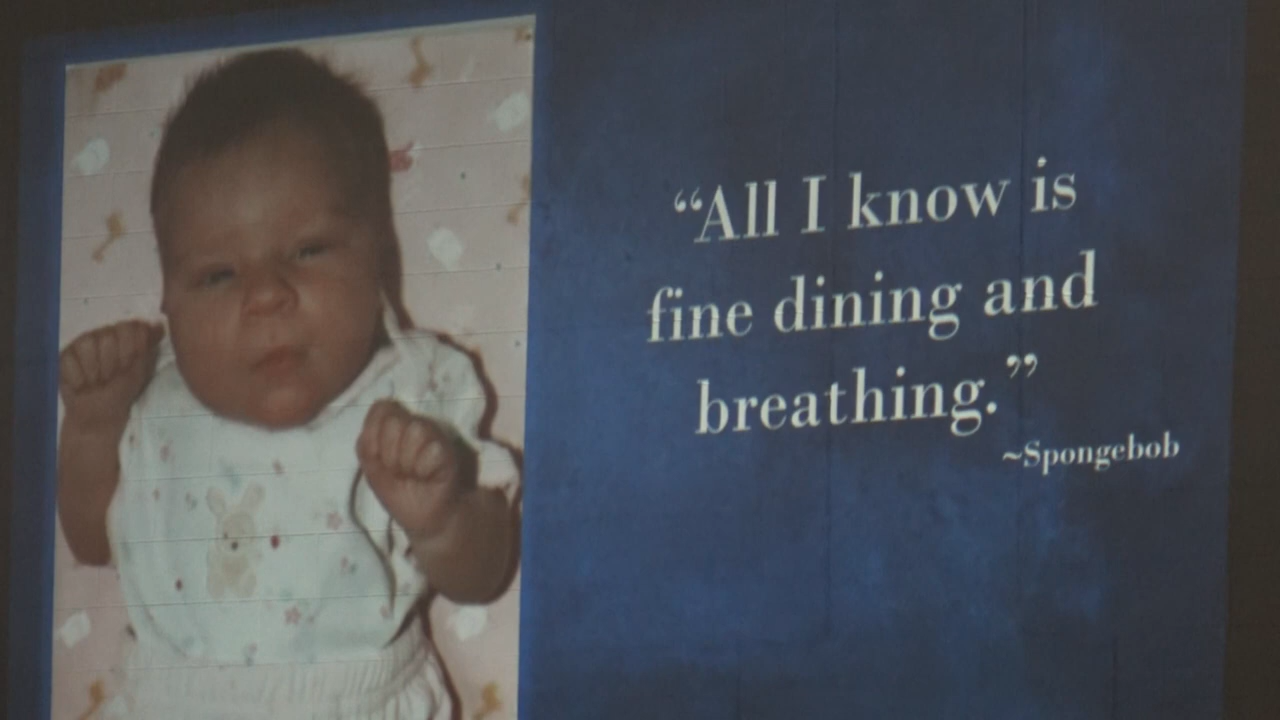 “All I know is
fine dining and
breathing.”
~Spongebob